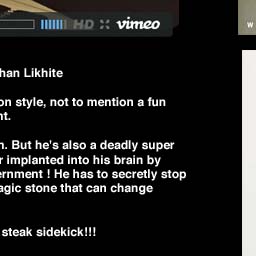 HD vimeo
han Likhite
on style, not to mention a fun
nt.
n. But he's also a deadly super
r implanted into his brain by
ernment ! He has to secretly stop
agic stone that can change
steak sidekick!!!
W